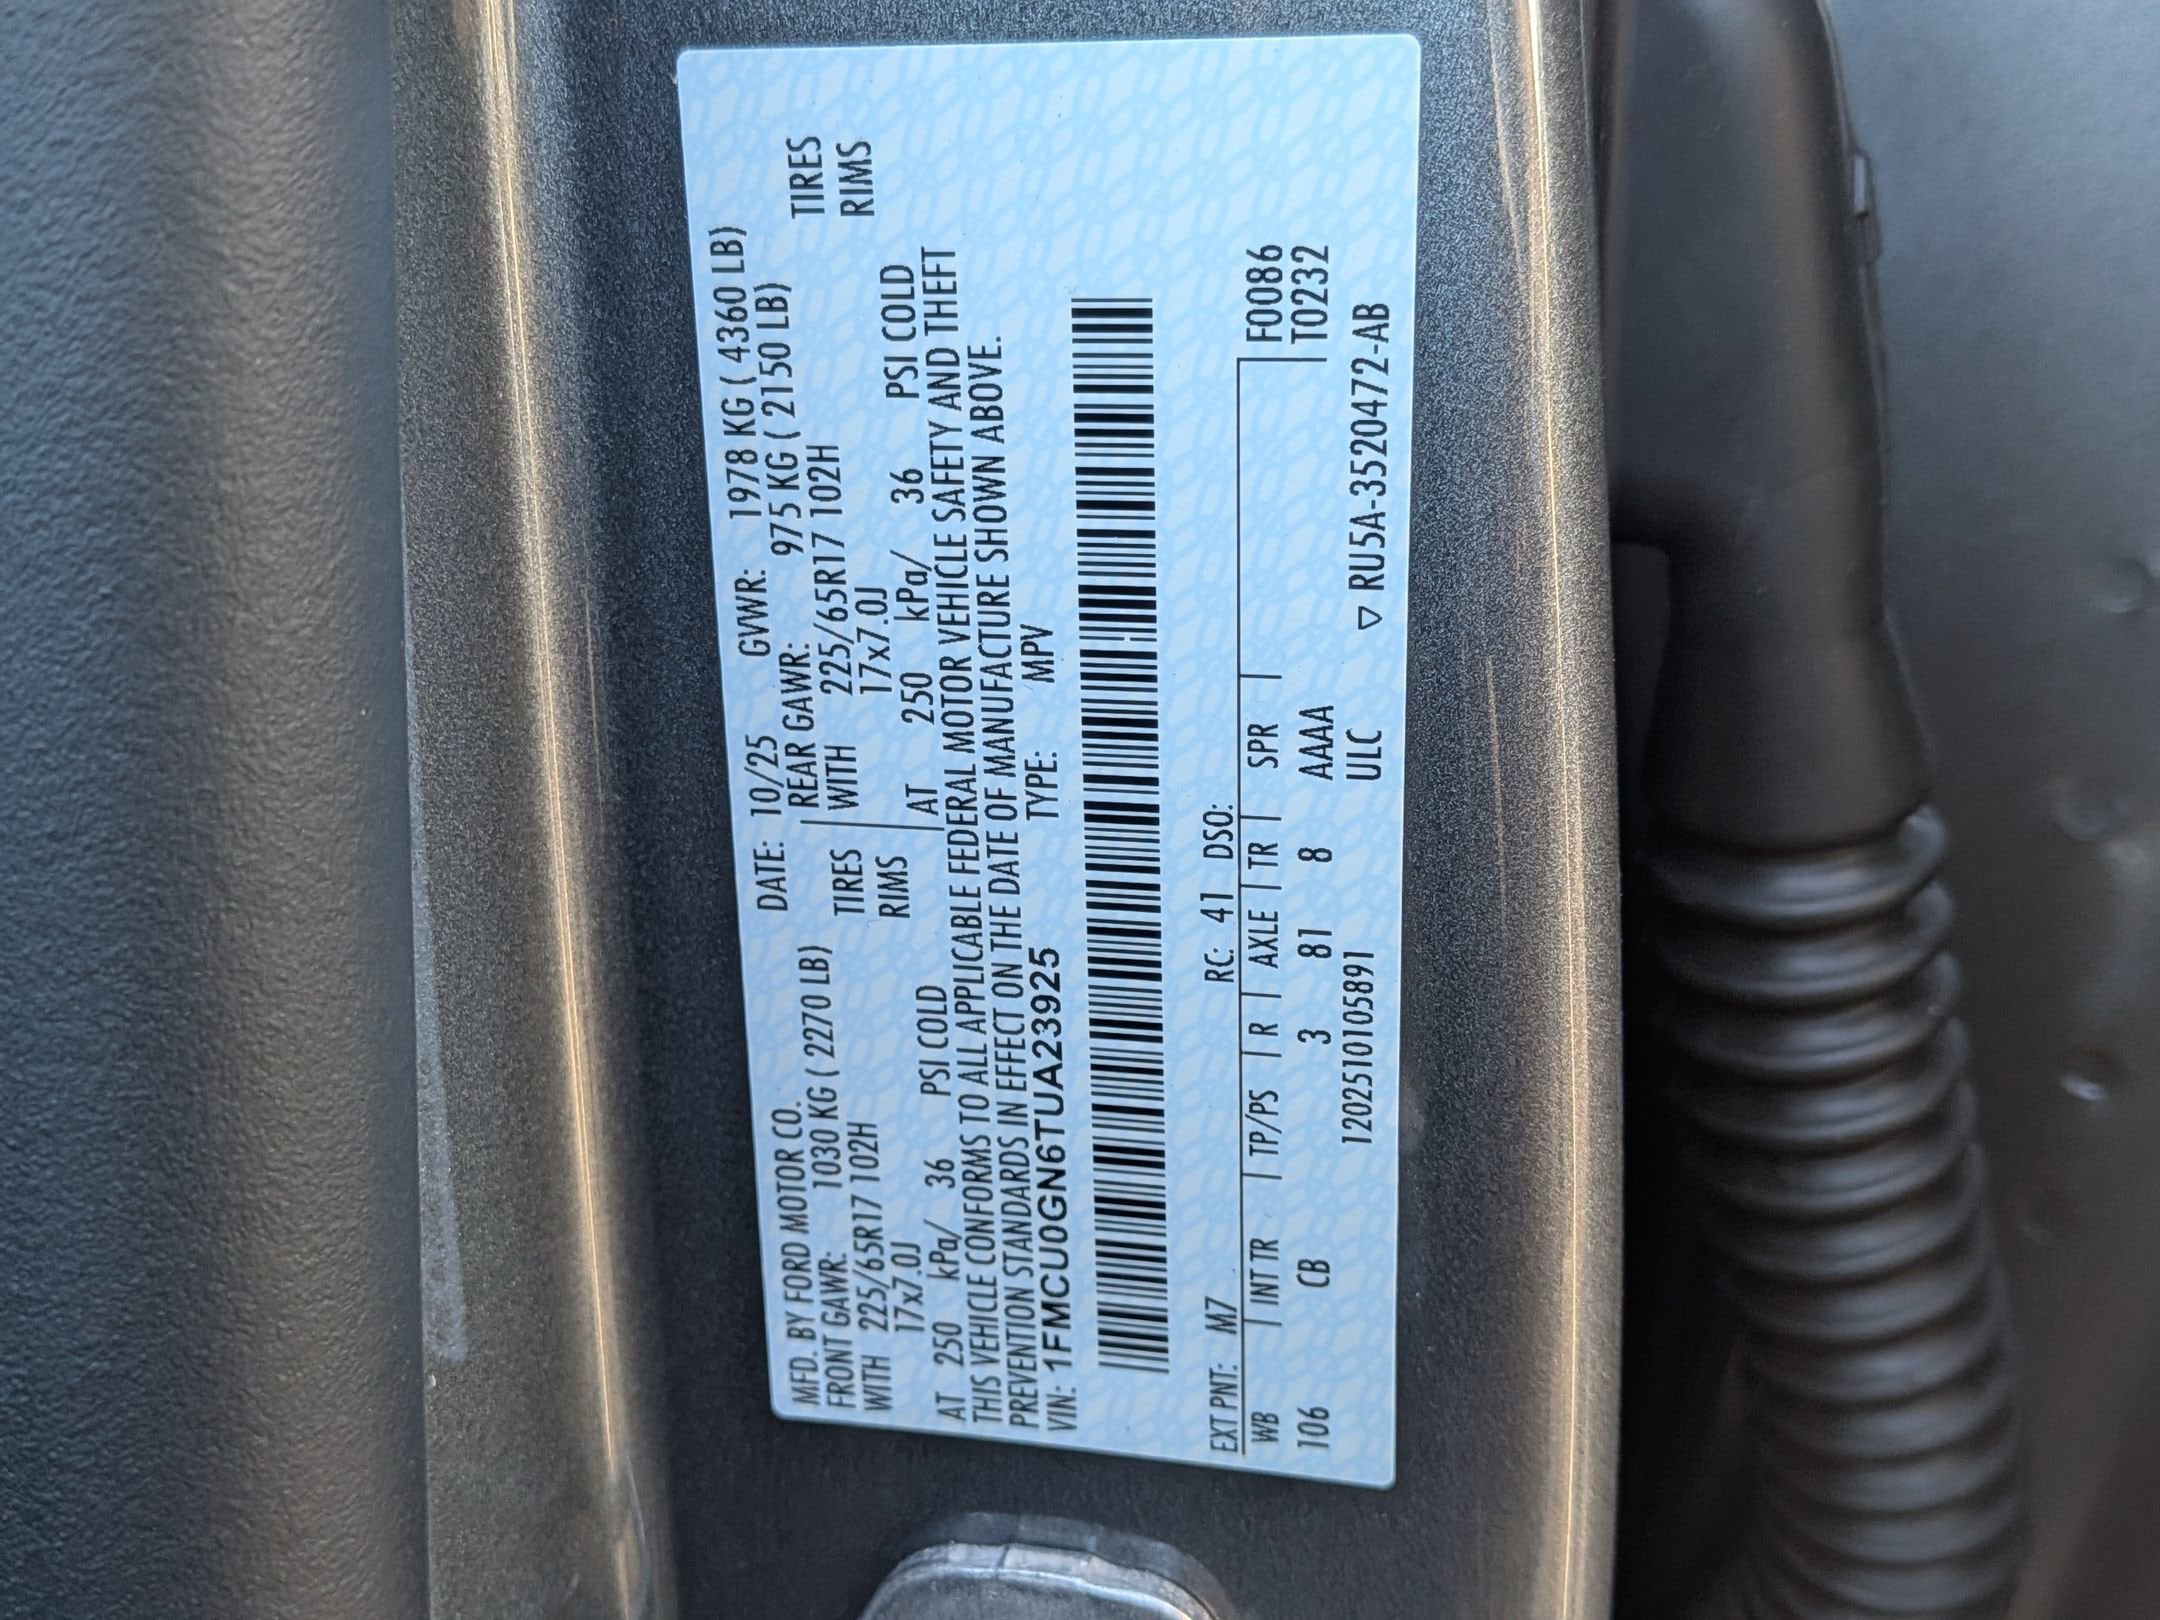 MFD. BY FORD MOTOR CO. DATE: 10/25 GVWR: 1978 KG ( 4360 LB)
FRONT GAWR: 1030 KG ( 2270 LB) REAR GAWR: 975 KG ( 2150 LB)
WITH 225/65R17 102H TIRES WITH 225/65R17 102H TIRES
17x7.0J RIMS 17x7.0J RIMS
AT 250 kPa/ 36 PSI COLD AT 250 kPa/ 36 PSI COLD
THIS VEHICLE CONFORMS TO ALL APPLICABLE FEDERAL MOTOR VEHICLE SAFETY AND THEFT
PREVENTION STANDARDS IN EFFECT ON THE DATE OF MANUFACTURE SHOWN ABOVE.
VIN: 1FMCU0GN6TUA23925 TYPE: MPV
EXT PNT: M7 RC: 41 DSO:
WB INT TR TP/PS R AXLE TR SPR F0086
106 CB 3 81 8 AAAA T0232
120251010105891 ULC ▽ RU5A-3520472-AB